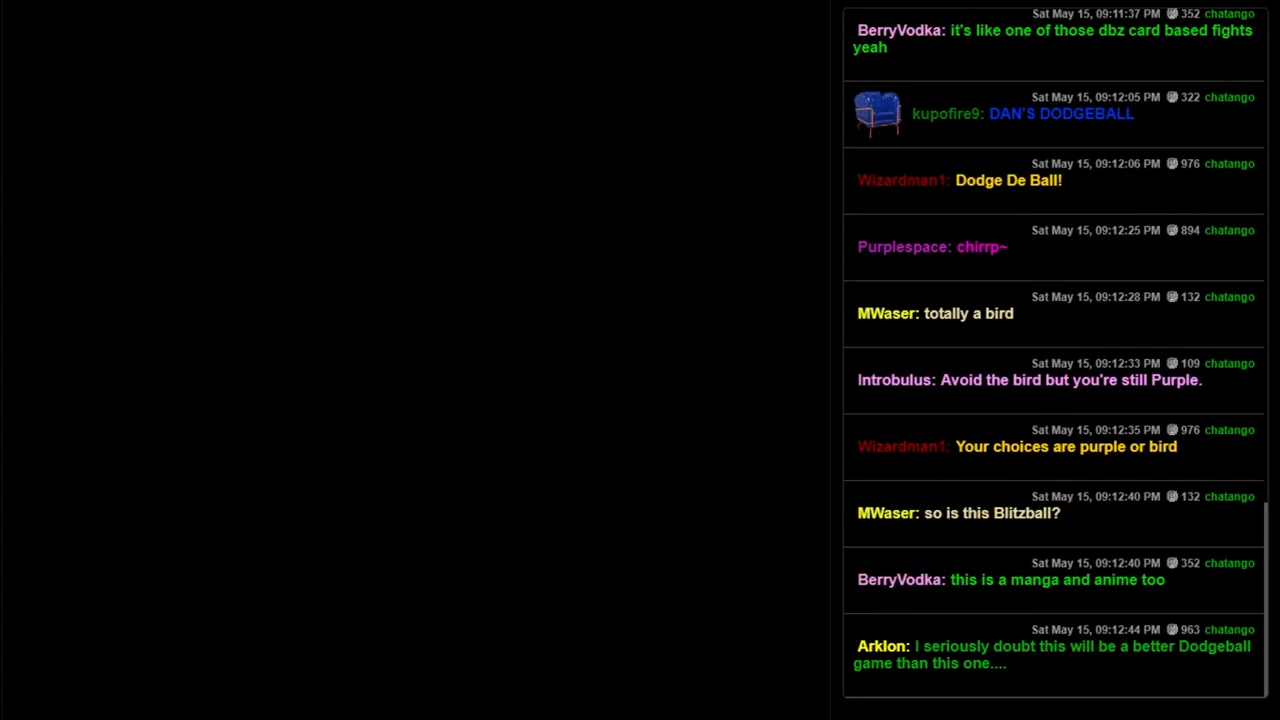 Sat May 15, 09:11:37 PM 352 chatango
BerryVodka: it's like one of those dbz card based fights
yeah
Sat May 15, 09:12:05 PM 322 chatango
kupofire9: DAN'S DODGEBALL
Sat May 15, 09:12:06 PM 976 chatango
Wizardman1: Dodge De Ball!
Sat May 15, 09:12:25 PM 894 chatango
Purplespace: chirrp~
Sat May 15, 09:12:28 PM 132 chatango
MWaser: totally a bird
Sat May 15, 09:12:33 PM 109 chatango
Introbulus: Avoid the bird but you're still Purple.
Sat May 15, 09:12:35 PM 976 chatango
Wizardman1: Your choices are purple or bird
Sat May 15, 09:12:40 PM 132 chatango
MWaser: so is this Blitzball?
Sat May 15, 09:12:40 PM 352 chatango
BerryVodka: this is a manga and anime too
Sat May 15, 09:12:44 PM 963 chatango
Arklon: I seriously doubt this will be a better Dodgeball
game than this one....